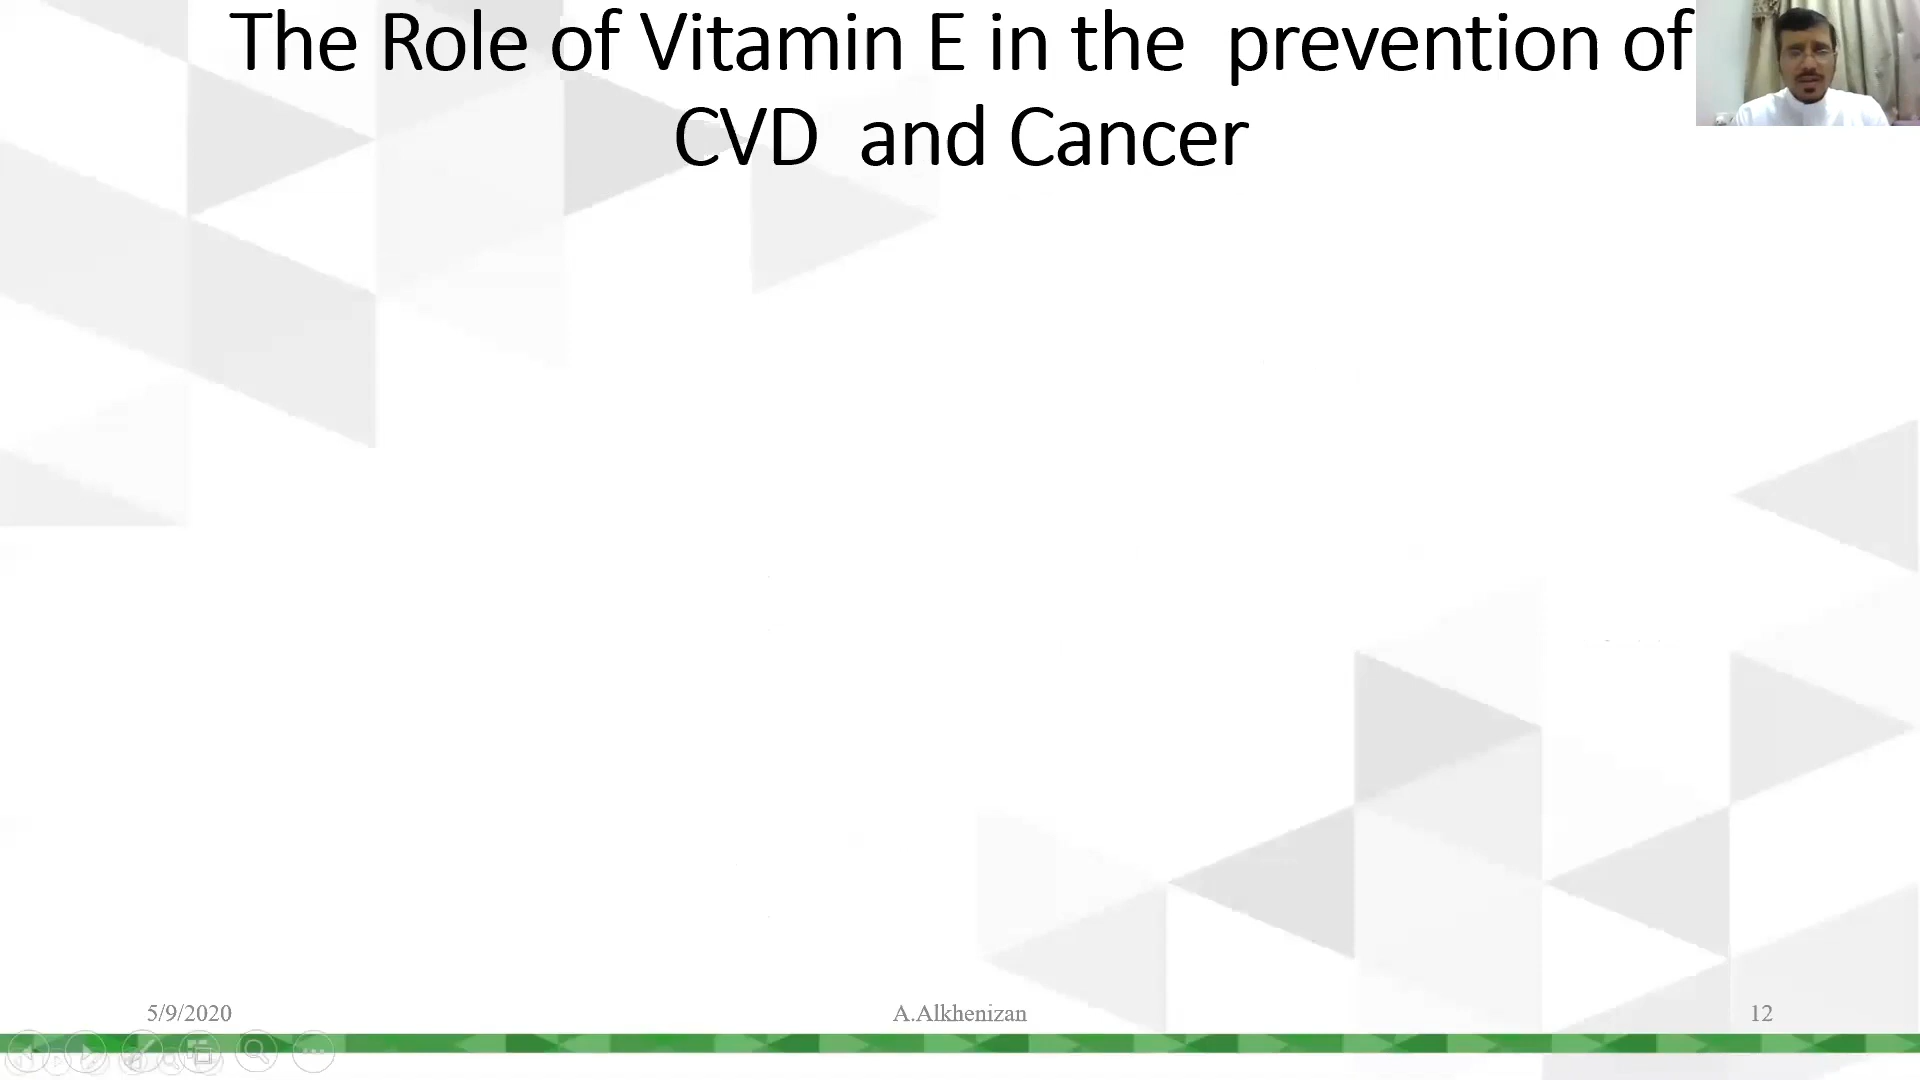 The Role of Vitamin E in the prevention of
CVD and Cancer
5/9/2020
A.Alkhenizan
12